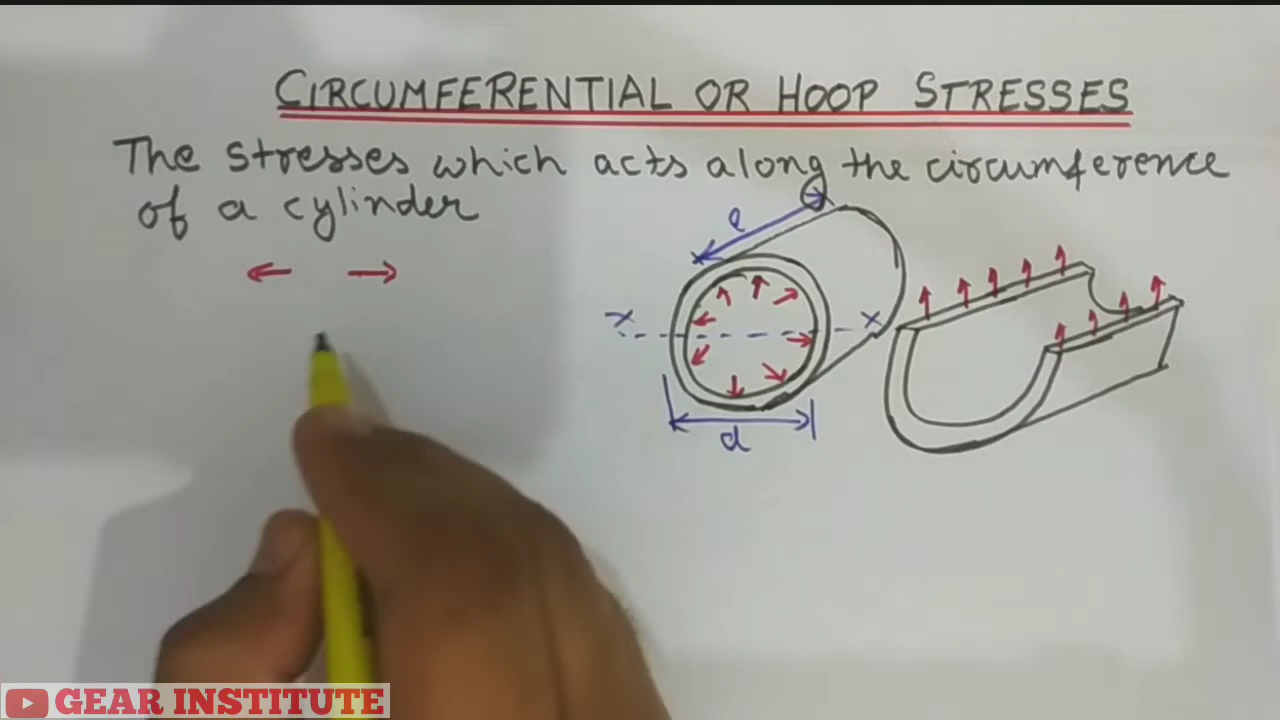 CIRCUMFERENTIAL OR HOOP STRESSES
The stresses which acts along the circumference
of a cylinder
l
x x
d
GEAR INSTITUTE